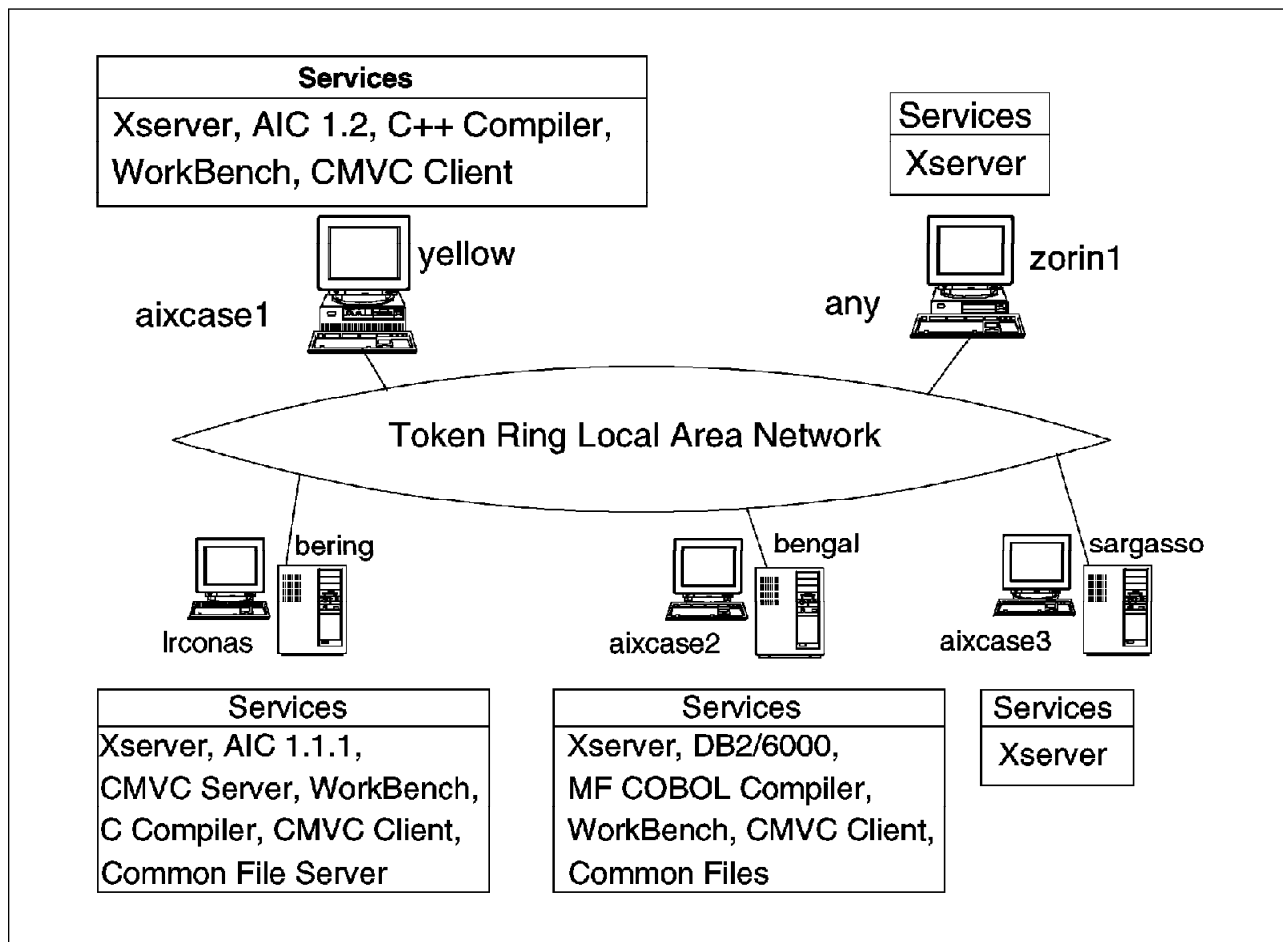 Services
Xserver, AIC 1.2, C++ Compiler,
WorkBench, CMVC Client
Services
Xserver
yellow
aixcase1
zorin1
any
Token Ring Local Area Network
bering
lrconas
bengal
aixcase2
sargasso
aixcase3
Services
Xserver, AIC 1.1.1,
CMVC Server, WorkBench,
C Compiler, CMVC Client,
Common File Server
Services
Xserver, DB2/6000,
MF COBOL Compiler,
WorkBench, CMVC Client,
Common Files
Services
Xserver